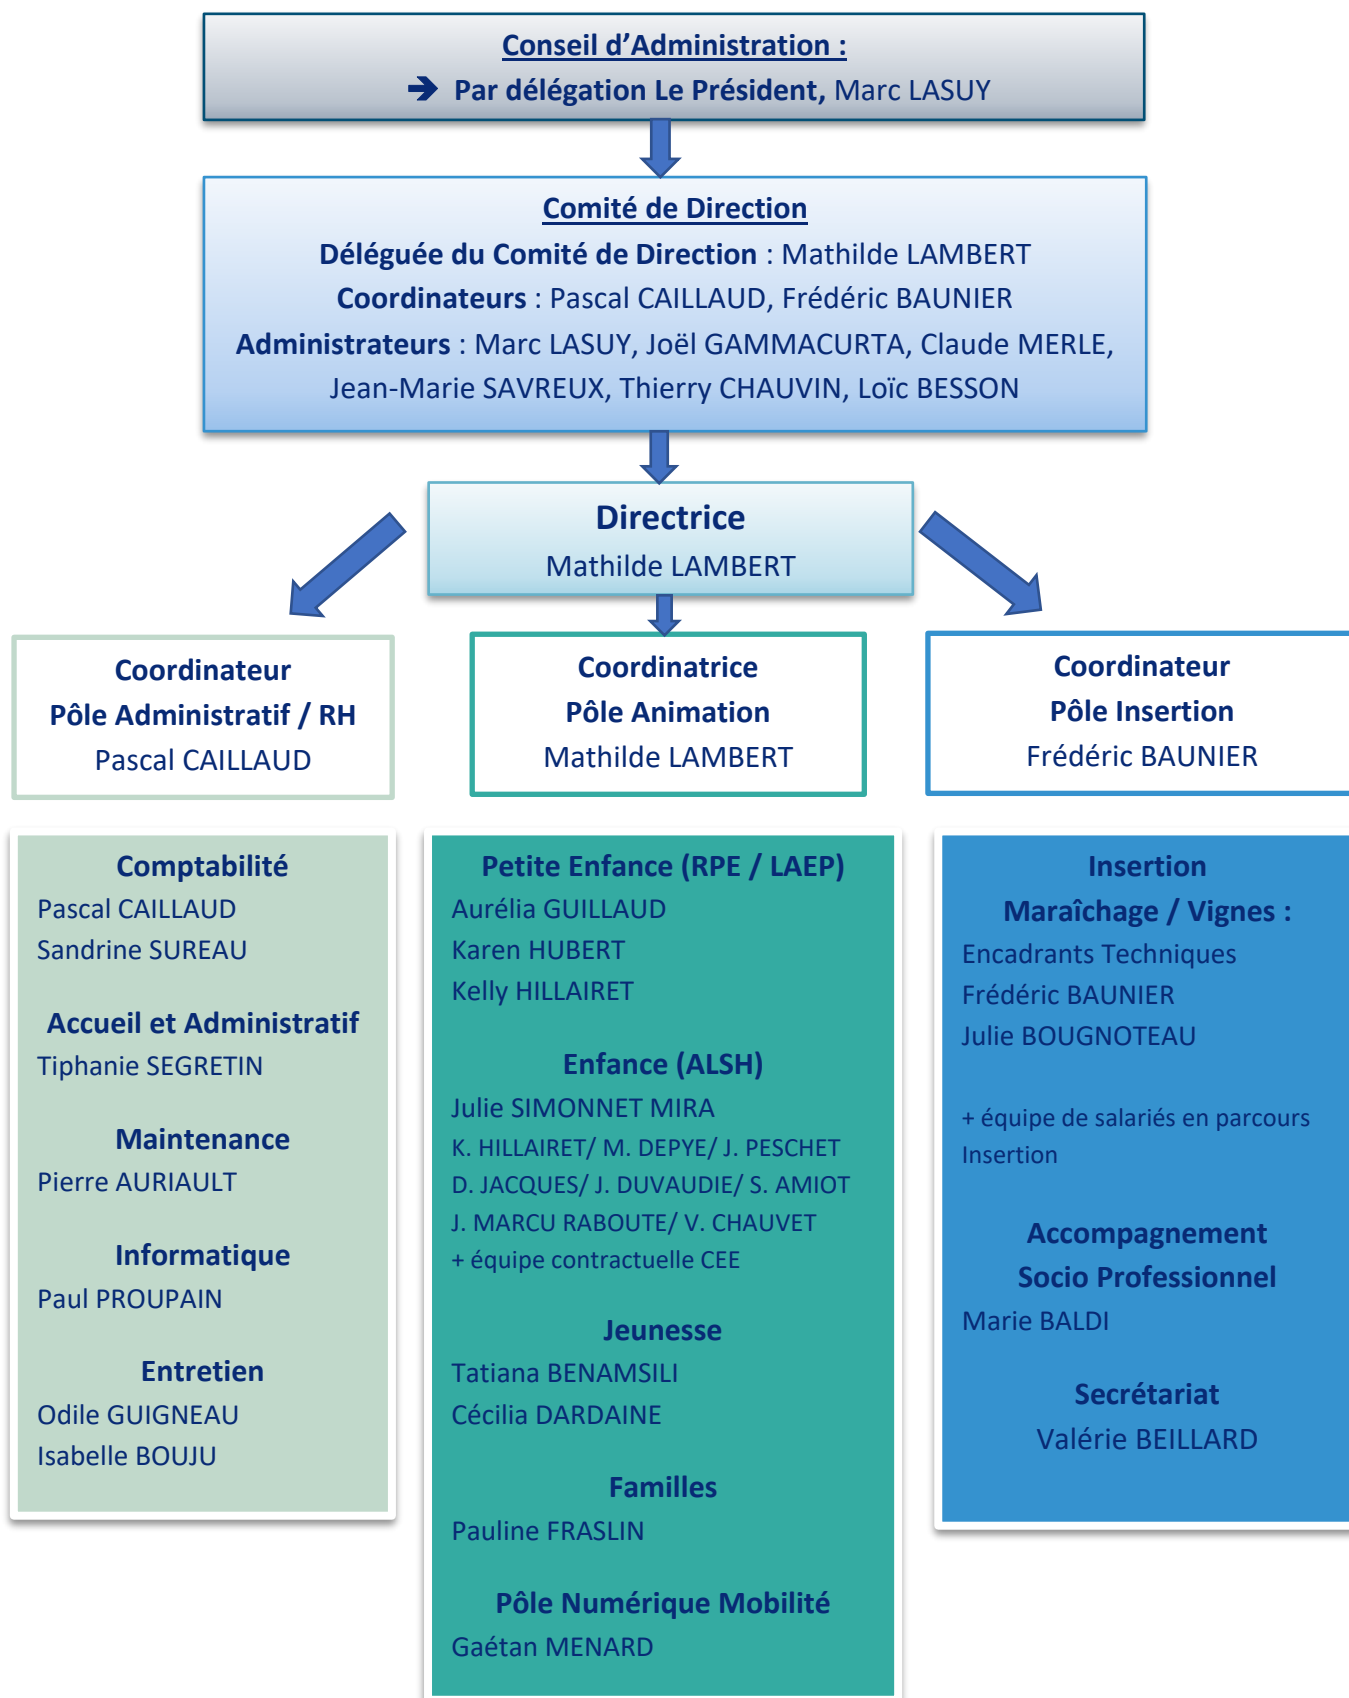 Conseil d'Administration :
➔ Par délégation Le Président, Marc LASUY
Comité de Direction
Déléguée du Comité de Direction : Mathilde LAMBERT
Coordinateurs : Pascal CAILLAUD, Frédéric BAUNIER
Administrateurs : Marc LASUY, Joël GAMMACURTA, Claude MERLE,
Jean-Marie SAVREUX, Thierry CHAUVIN, Loïc BESSON
Directrice
Mathilde LAMBERT
Coordinateur
Pôle Administratif / RH
Pascal CAILLAUD
Coordinatrice
Pôle Animation
Mathilde LAMBERT
Coordinateur
Pôle Insertion
Frédéric BAUNIER
Comptabilité
Pascal CAILLAUD
Sandrine SUREAU
Accueil et Administratif
Tiphanie SEGRETIN
Maintenance
Pierre AURIAULT
Informatique
Paul PROUPAIN
Entretien
Odile GUIGNEAU
Isabelle BOUJU
Petite Enfance (RPE / LAEP)
Aurélia GUILLAUD
Karen HUBERT
Kelly HILLAIRET
Enfance (ALSH)
Julie SIMONNET MIRA
K. HILLAIRET/ M. DEPYE/ J. PESCHET
D. JACQUES/ J. DUVAUDIE/ S. AMIOT
J. MARCU RABOUTE/ V. CHAUVET
+ équipe contractuelle CEE
Jeunesse
Tatiana BENAMSILI
Cécilia DARDAINE
Familles
Pauline FRASLIN
Pôle Numérique Mobilité
Gaétan MENARD
Insertion
Maraîchage / Vignes :
Encadrants Techniques
Frédéric BAUNIER
Julie BOUGNOTEAU
+ équipe de salariés en parcours
Insertion
Accompagnement
Socio Professionnel
Marie BALDI
Secrétariat
Valérie BEILLARD